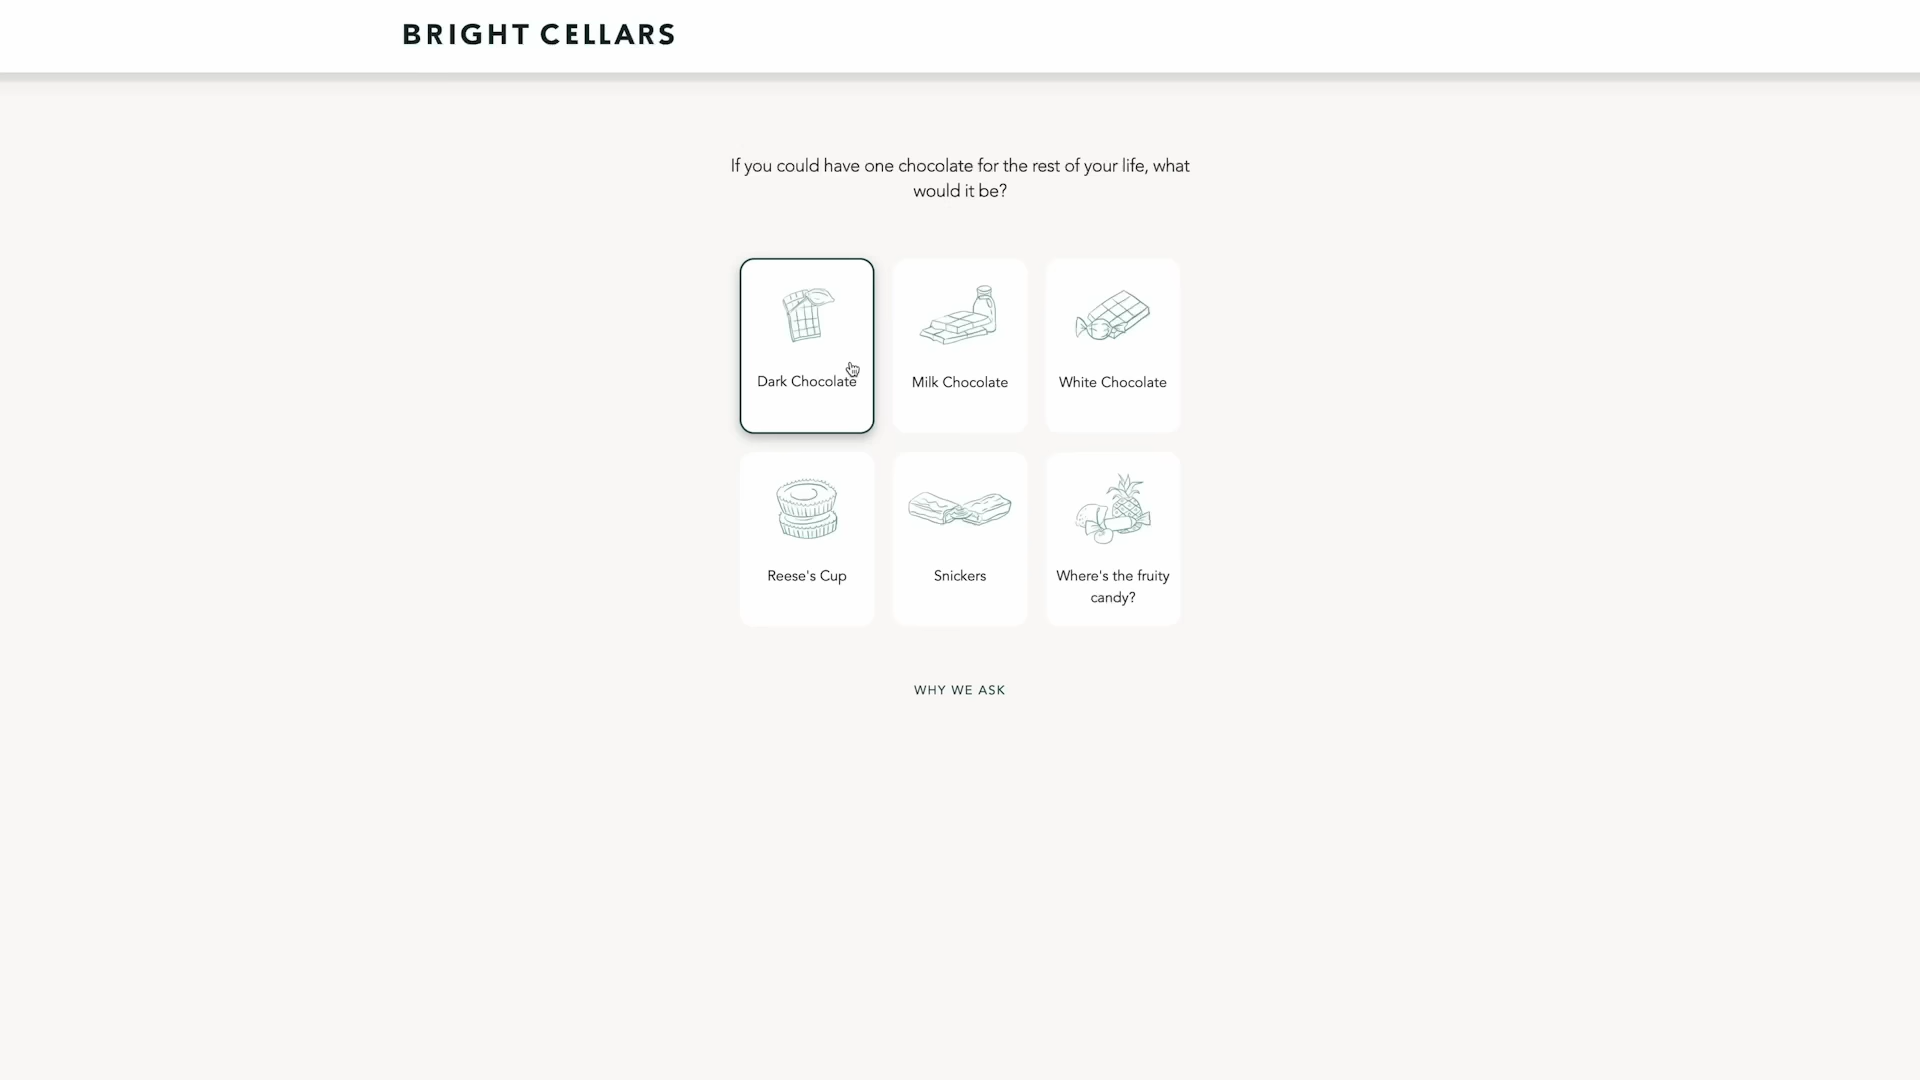 BRIGHT CELLARS
If you could have one chocolate for the rest of your life, what
would it be?
Dark Chocolate
Milk Chocolate
White Chocolate
Reese's Cup
Snickers
Where's the fruity
candy?
WHY WE ASK